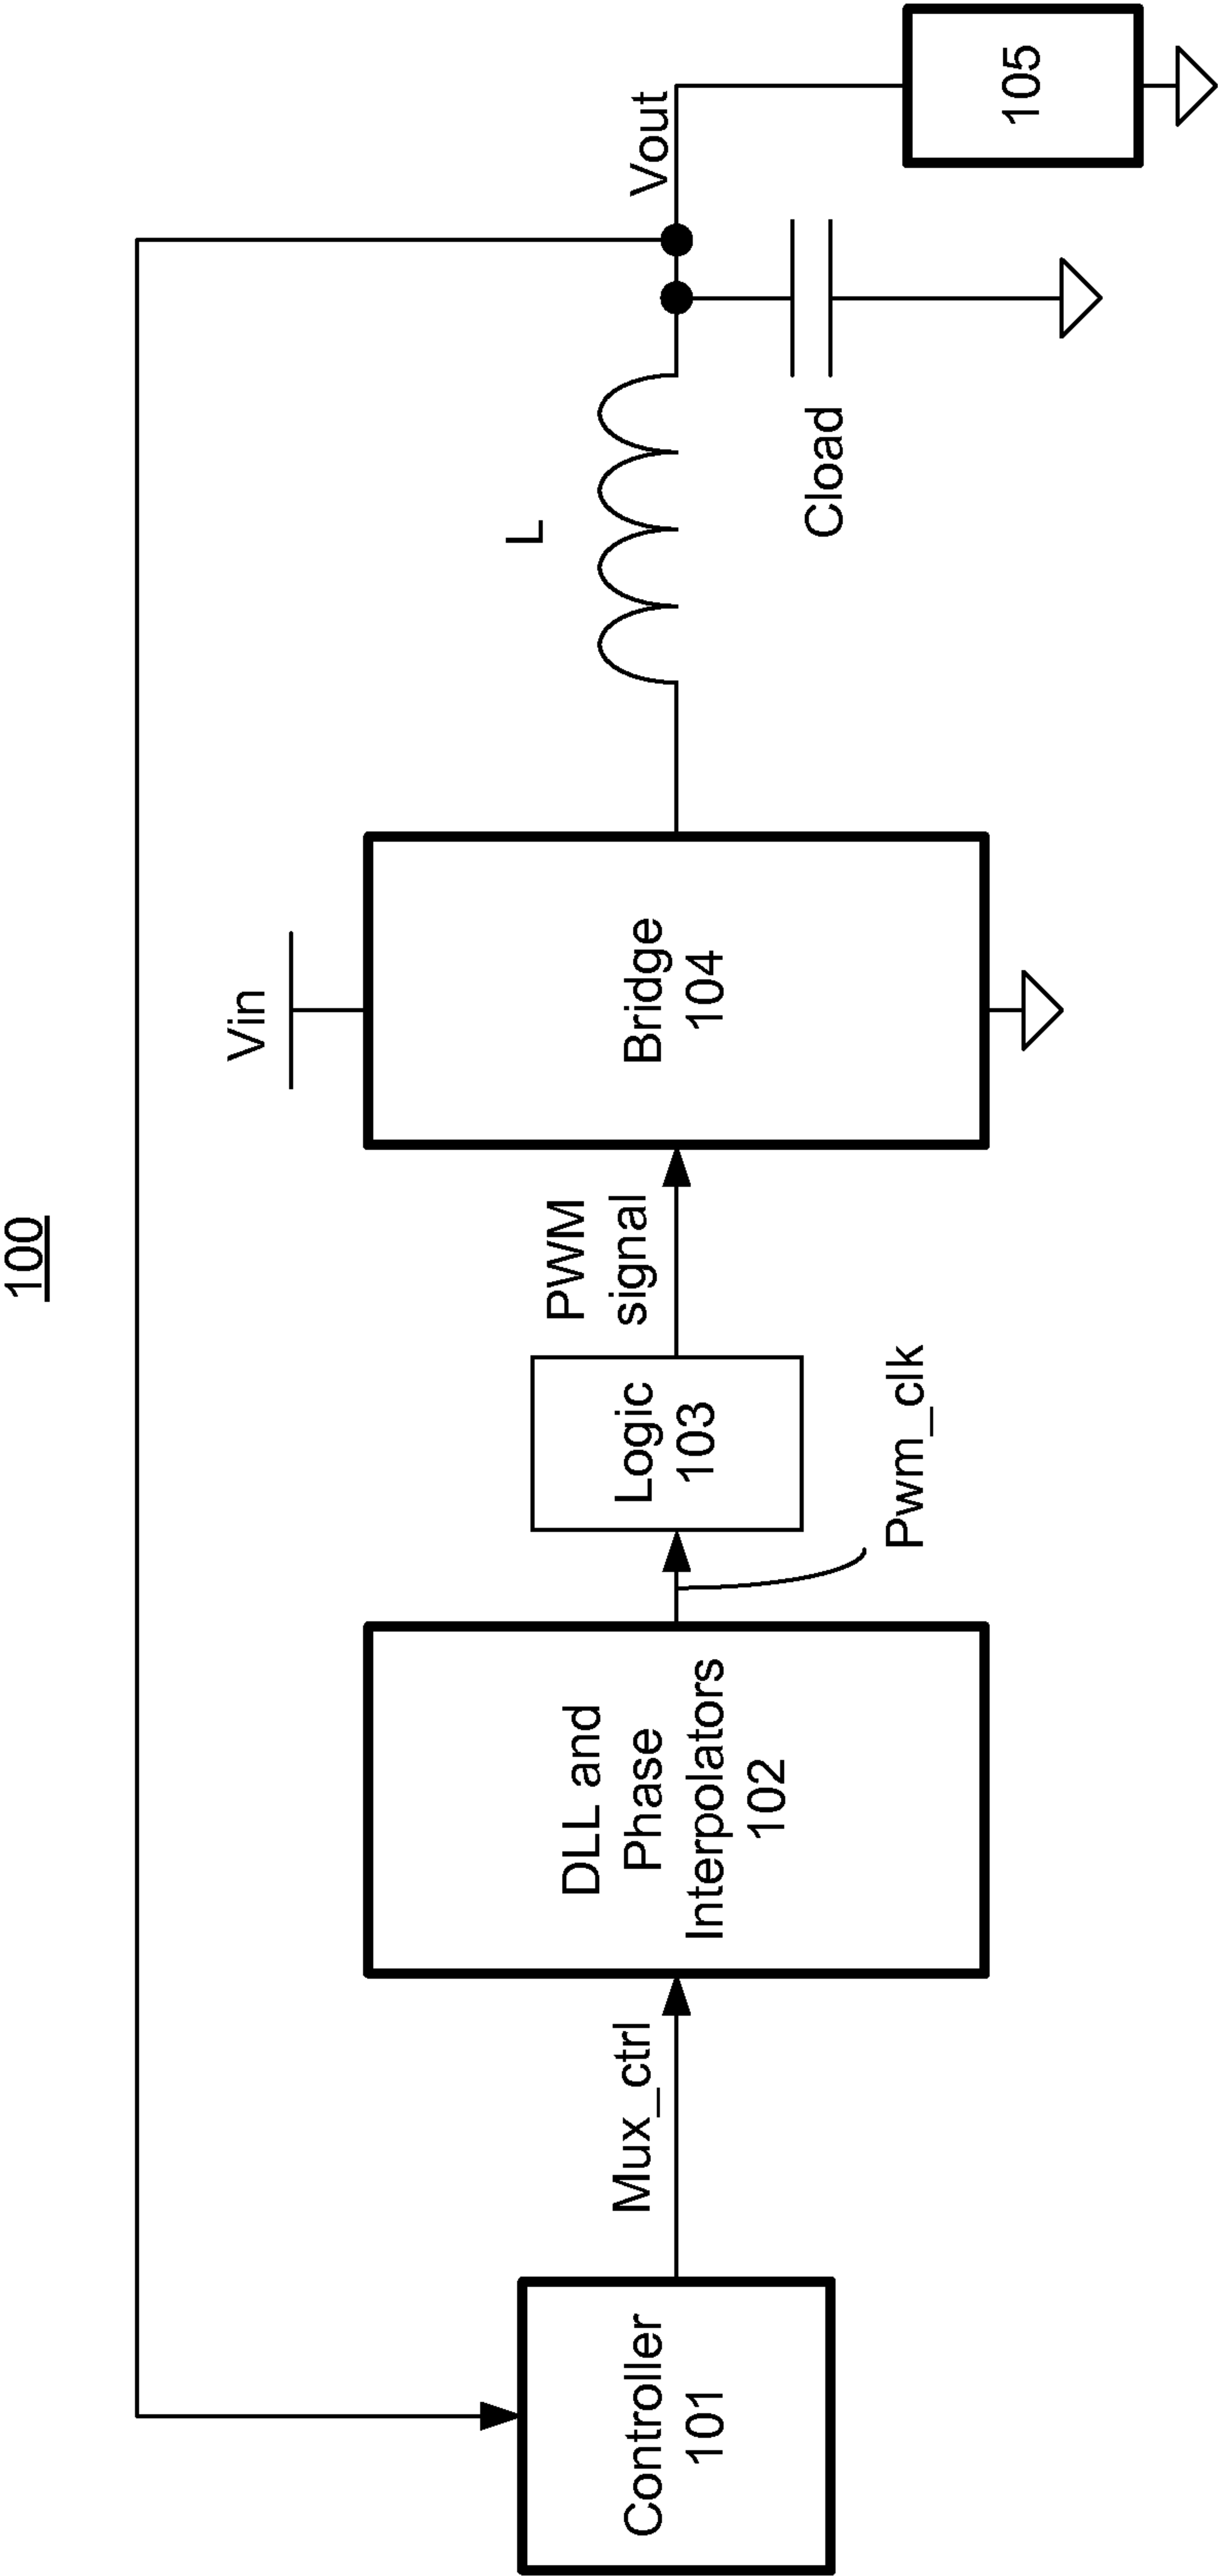 100
Controller
101
Mux_ctrl
DLL and
Phase
Interpolators
102
Pwm_clk
Logic
103
PWM
signal
Vin
Bridge
104
L
Cload
Vout
105